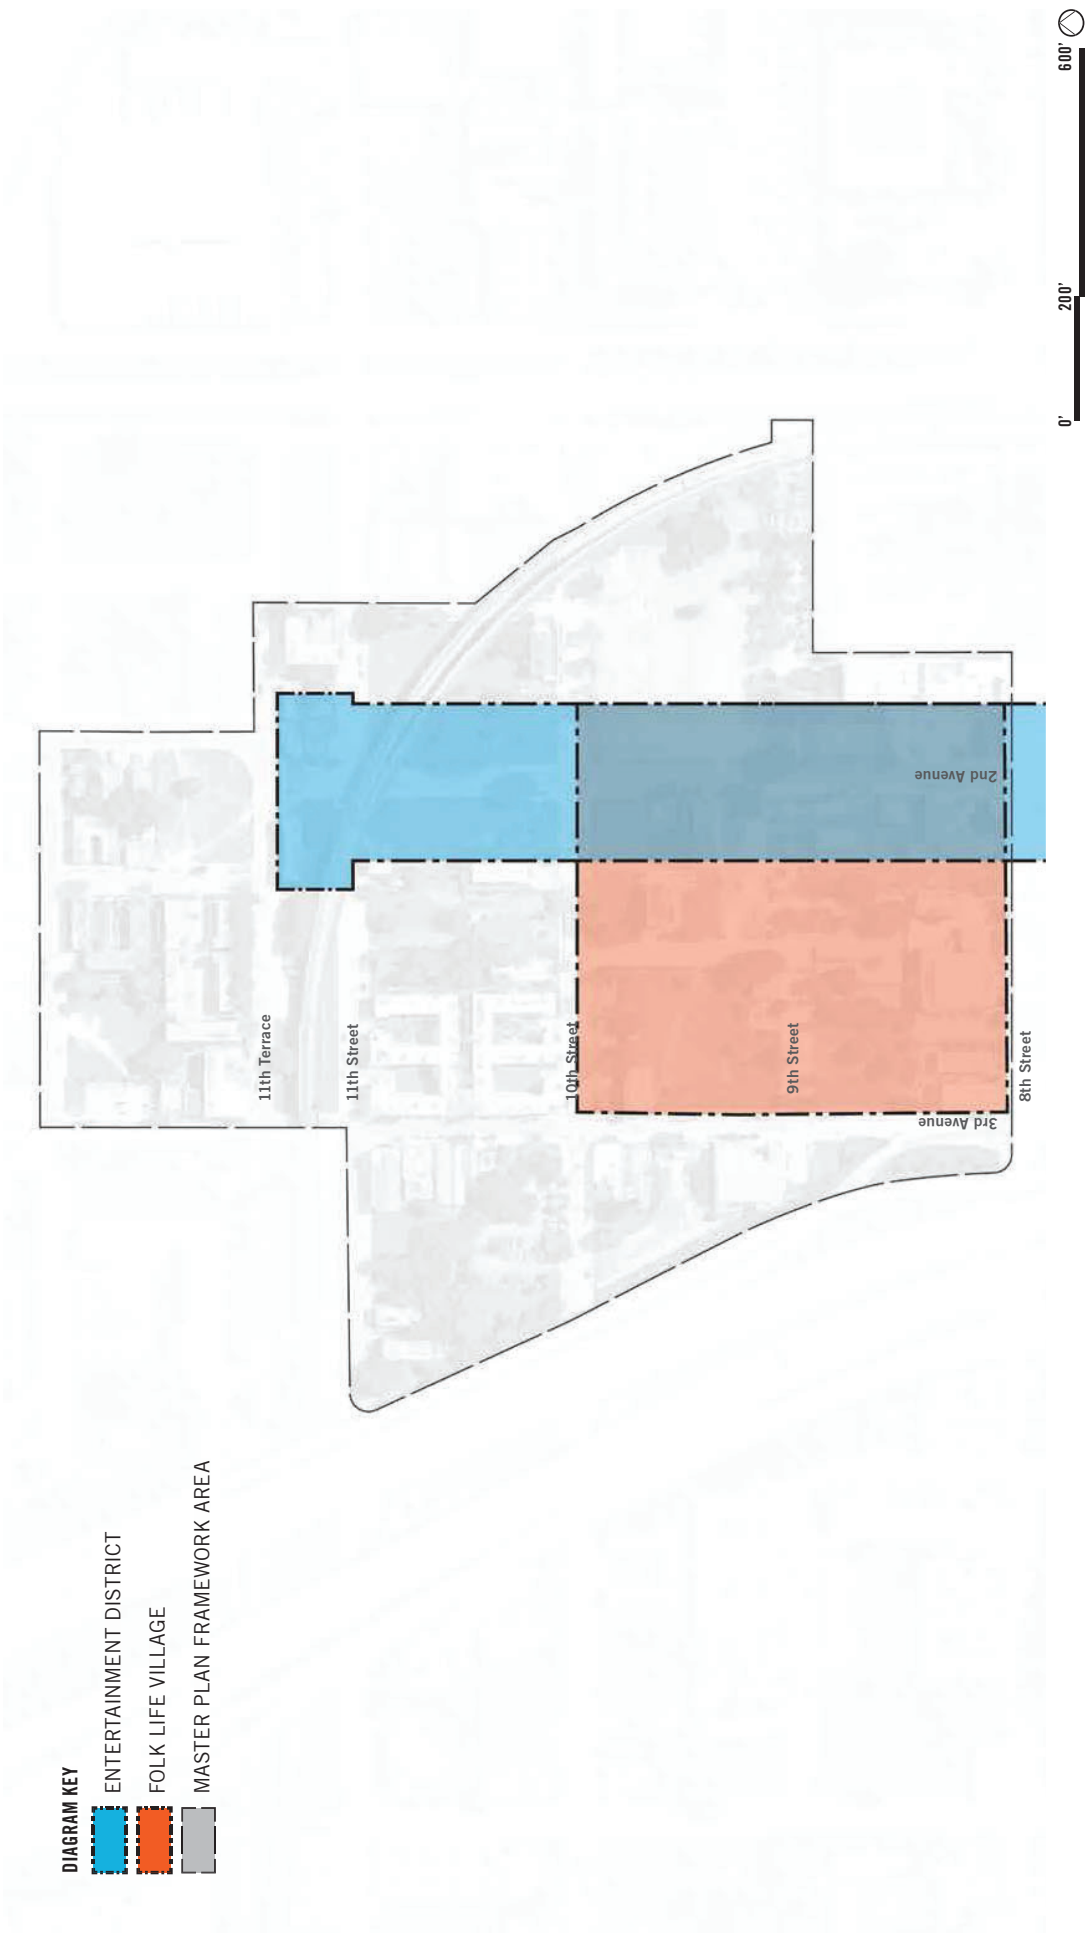 DIAGRAM KEY
ENTERTAINMENT DISTRICT
FOLK LIFE VILLAGE
MASTER PLAN FRAMEWORK AREA
11th Terrace
11th Street
10th Street
9th Street
8th Street
3rd Avenue
2nd Avenue
0'
200'
600'